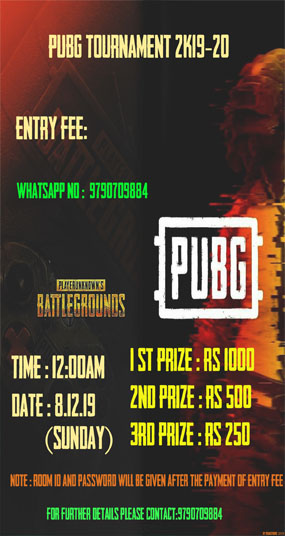 PUBG TOURNAMENT 2K19-20
ENTRY FEE:
WHATSAPP NO : 9790709884
PUBG
PLAYERUNKNOWN'S
BATTLEGROUNDS
TIME : 12:00AM
DATE : 8.12.19
(SUNDAY)
1 ST PRIZE : RS 1000
2ND PRIZE : RS 500
3RD PRIZE : RS 250
NOTE : ROOM ID AND PASSWORD WILL BE GIVEN AFTER THE PAYMENT OF ENTRY FEE
FOR FURTHER DETAILS PLEASE CONTACT:9790709884